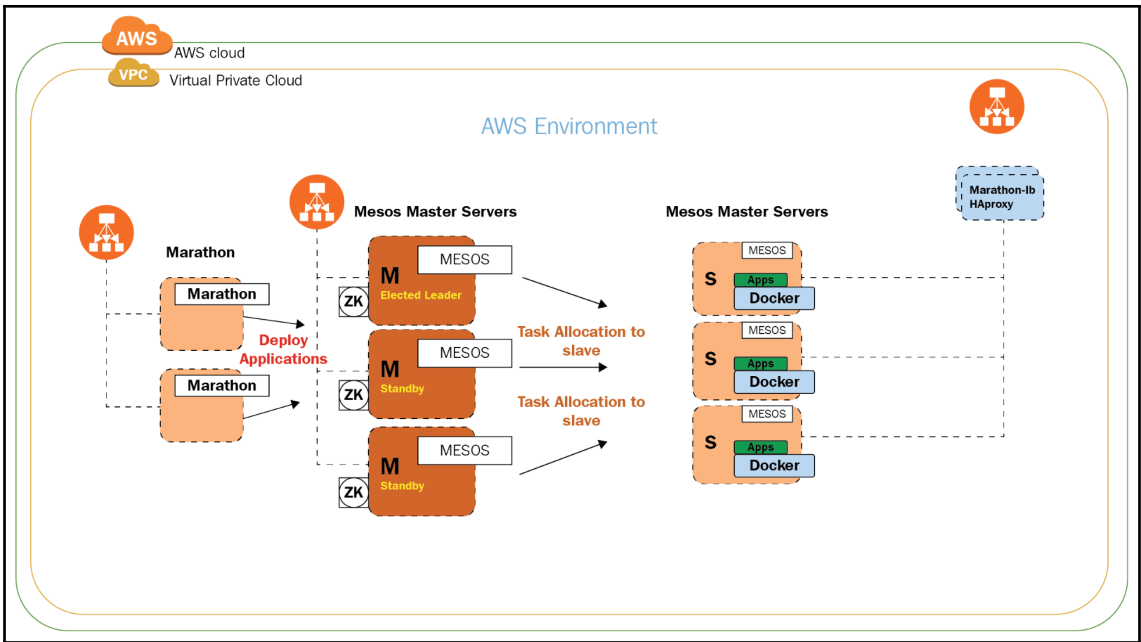 AWS
AWS cloud
VPC
Virtual Private Cloud
AWS Environment
Marathon-lb
HAproxy
Mesos Master Servers
Mesos Master Servers
Marathon
Marathon
Marathon
Deploy
Applications
MESOS
M
Elected Leader
ZK
MESOS
M
Standby
ZK
MESOS
M
Standby
ZK
Task Allocation to
slave
Task Allocation to
slave
MESOS
S
Apps
Docker
MESOS
S
Apps
Docker
MESOS
S
Apps
Docker